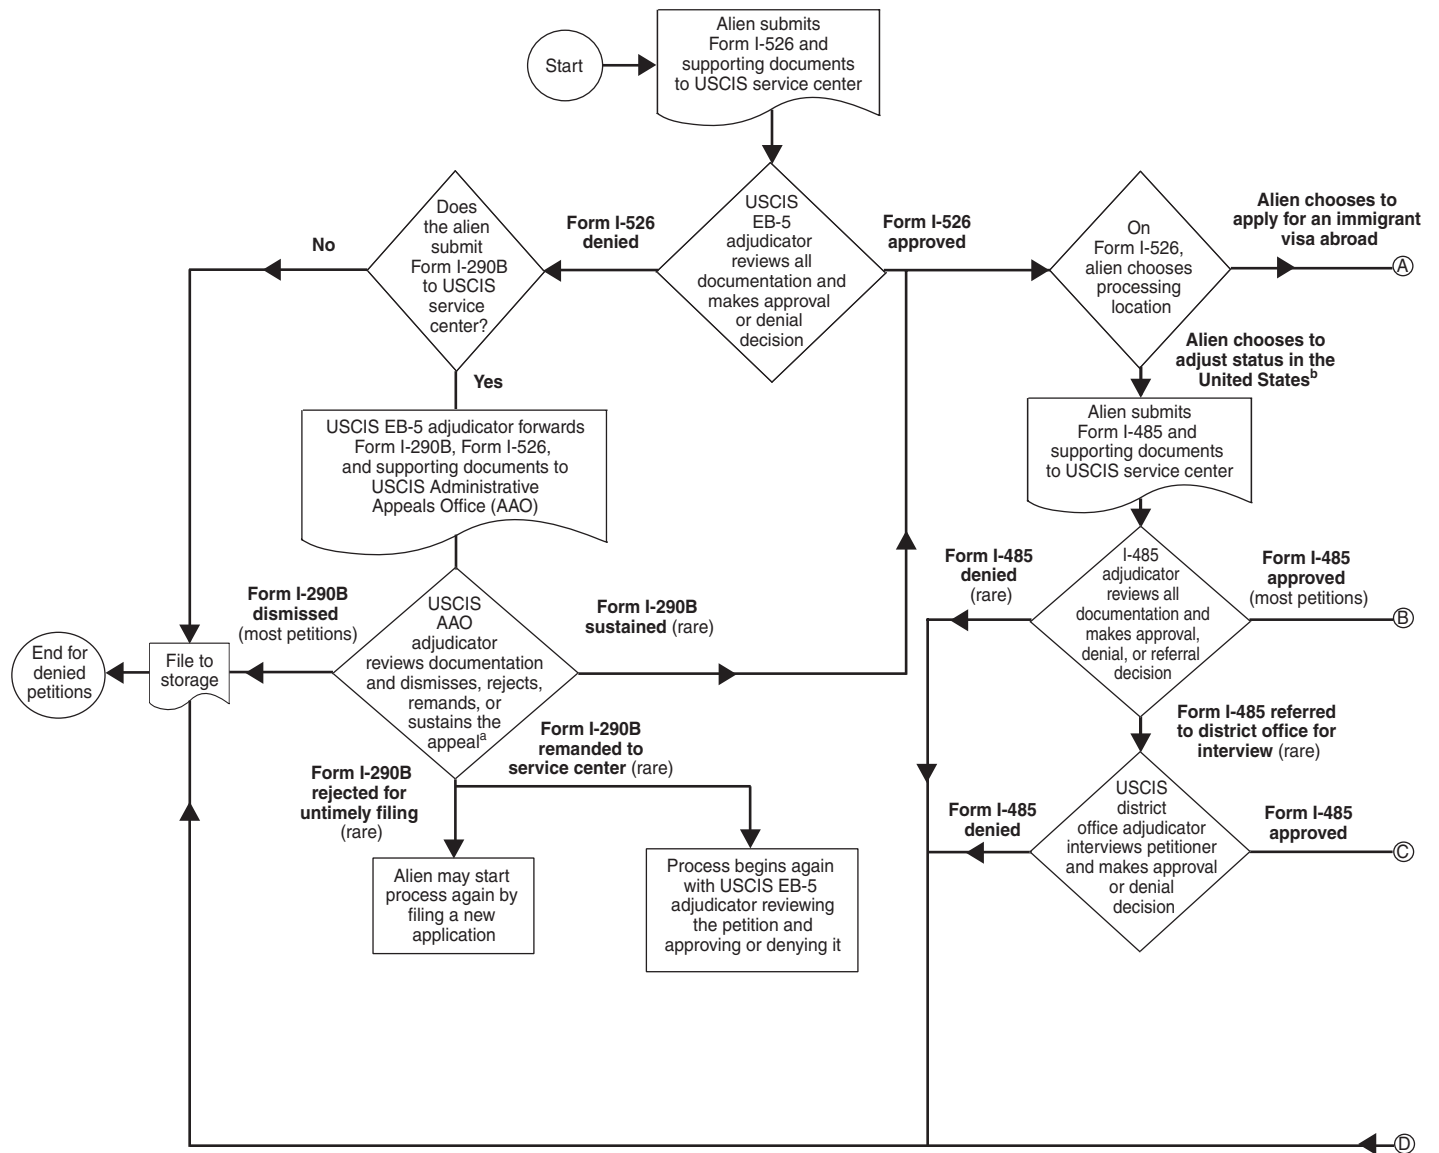 Start
Alien submits
Form I-526 and
supporting documents
to USCIS service center
Does
the alien
submit
Form I-290B
to USCIS
service
center?
No
Yes
Form I-526
denied
USCIS
EB-5
adjudicator
reviews all
documentation and
makes approval
or denial
decision
Form I-526
approved
On
Form I-526,
alien chooses
processing
location
Alien chooses to
apply for an immigrant
visa abroad
A
Alien chooses to
adjust status in the
United Statesb
USCIS EB-5 adjudicator forwards
Form I-290B, Form I-526,
and supporting documents to
USCIS Administrative
Appeals Office (AAO)
Alien submits
Form I-485 and
supporting documents
to USCIS service center
Form I-290B
dismissed
(most petitions)
USCIS
AAO
adjudicator
reviews documentation
and dismisses, rejects,
remands, or
sustains the
appeala
Form I-290B
sustained (rare)
Form I-485
denied
(rare)
I-485
adjudicator
reviews all
documentation and
makes approval,
denial, or referral
decision
Form I-485
approved
(most petitions)
B
End for
denied
petitions
File to
storage
Form I-290B
rejected for
untimely filing
(rare)
Form I-290B
remanded to
service center (rare)
Form I-485 referred
to district office for
interview (rare)
Alien may start
process again by
filing a new
application
Process begins again
with USCIS EB-5
adjudicator reviewing
the petition and
approving or denying it
Form I-485
denied
USCIS
district
office adjudicator
interviews petitioner
and makes approval
or denial
decision
Form I-485
approved
C
D